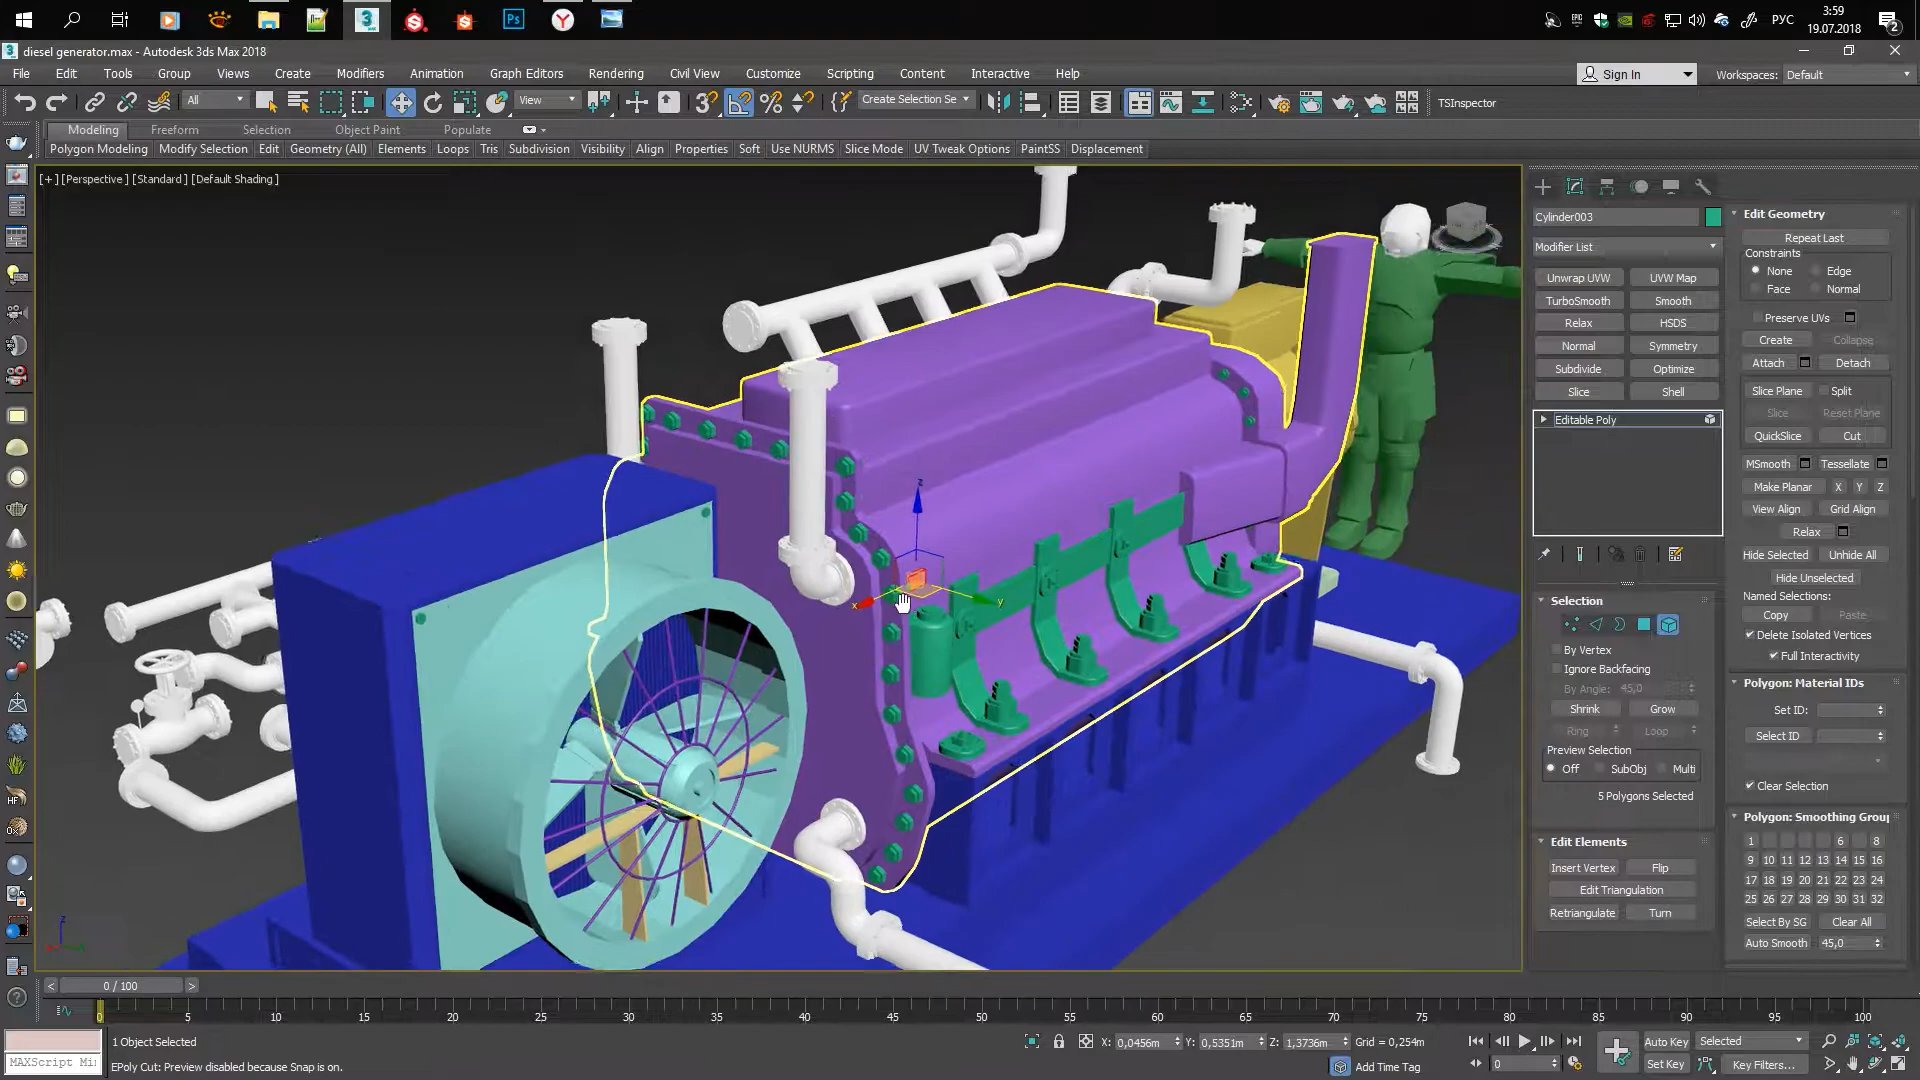 3:59
РУС
19.07.2018
2
diesel generator.max - Autodesk 3ds Max 2018
File Edit Tools Group Views Create Modifiers Animation Graph Editors Rendering Civil View Customize Scripting Content Interactive Help
Sign In
Workspaces: Default
All
View
Create Selection Se
TSInspector
Modeling Freeform Selection Object Paint Populate
Polygon Modeling Modify Selection Edit Geometry (All) Elements Loops Tris Subdivision Visibility Align Properties Soft Use NURMS Slice Mode UV Tweak Options PaintSS Displacement
[+] [Perspective] [Standard] [Default Shading]
Cylinder003
Modifier List
Unwrap UVW UVW Map
TurboSmooth Smooth
Relax HSDS
Normal Symmetry
Subdivide Optimize
Slice Shell
Editable Poly
Selection
By Vertex
Ignore Backfacing
By Angle: 45,0
Shrink Grow
Ring Loop
Preview Selection
Off SubObj Multi
5 Polygons Selected
Edit Elements
Insert Vertex Flip
Edit Triangulation
Retriangulate Turn
Edit Geometry
Repeat Last
Constraints
None Edge
Face Normal
Preserve UVs
Create Collapse
Attach Detach
Slice Plane Split
Slice Reset Plane
QuickSlice Cut
MSmooth Tessellate
Make Planar X Y Z
View Align Grid Align
Relax
Hide Selected Unhide All
Hide Unselected
Named Selections:
Copy Paste
Delete Isolated Vertices
Full Interactivity
Polygon: Material IDs
Set ID:
Select ID
Clear Selection
Polygon: Smoothing Group
1 6 8
9 10 11 12 13 14 15 16
17 18 19 20 21 22 23 24
25 26 27 28 29 30 31 32
Select By SG Clear All
Auto Smooth 45,0
z
x
y
z
HF
< 0 / 100 >
0 5 10 15 20 25 30 35 40 45 50 55 60 65 70 75 80 85 90 95 100
1 Object Selected
X: 0,0456m Y: 0,5351m Z: 1,3736m Grid = 0,254m
Auto Key Selected
MAXScript Mi
EPoly Cut: Preview disabled because Snap is on.
Add Time Tag
0
Set Key Key Filters...